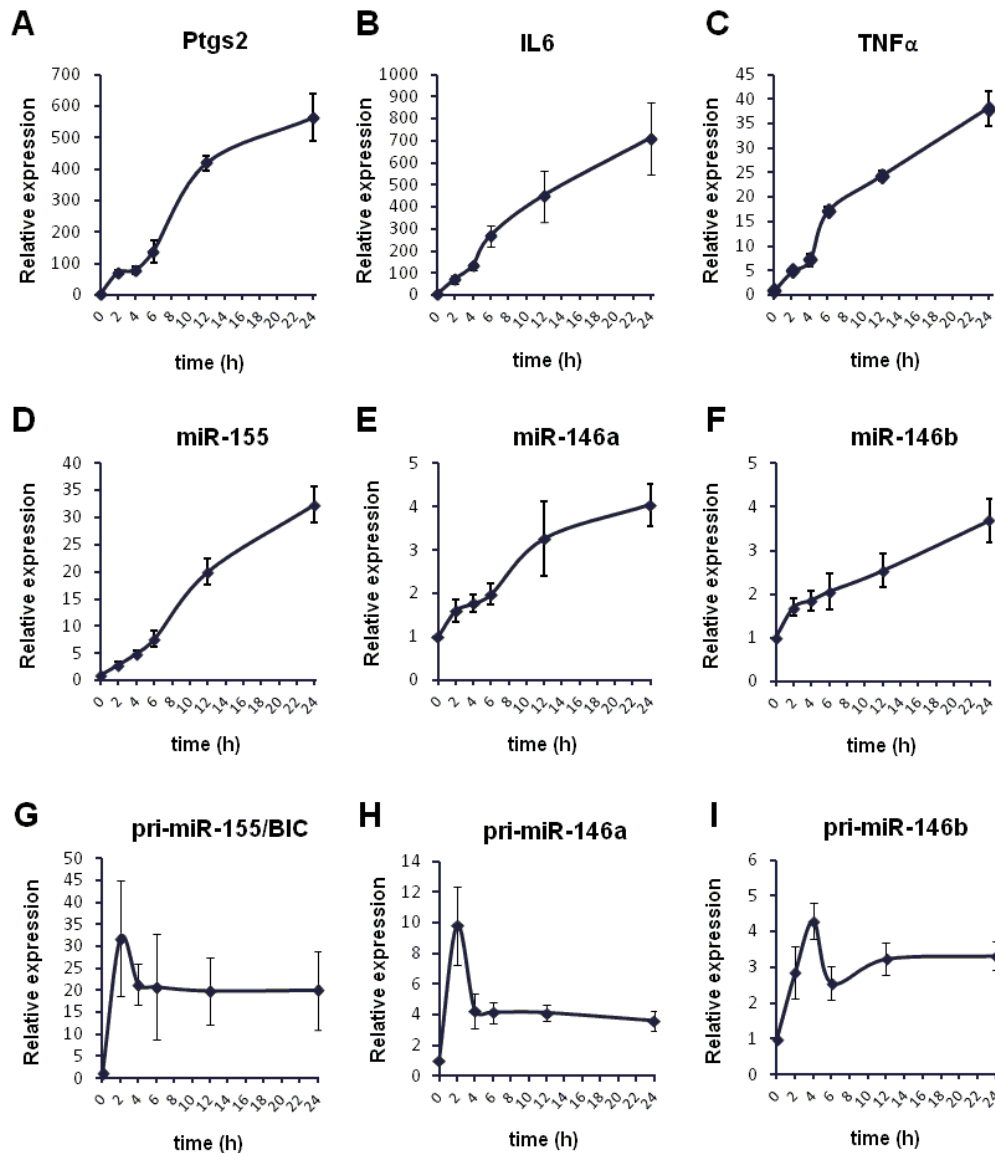 A
Ptgs2
Relative expression
700
600
500
400
300
200
100
0
0 2 4 6 8 10 12 14 16 18 20 22 24
time (h)
B
IL6
Relative expression
1000
900
800
700
600
500
400
300
200
100
0
0 2 4 6 8 10 12 14 16 18 20 22 24
time (h)
C
TNFα
Relative expression
45
40
35
30
25
20
15
10
5
0
0 2 4 6 8 10 12 14 16 18 20 22 24
time (h)
D
miR-155
Relative expression
40
35
30
25
20
15
10
5
0
0 2 4 6 8 10 12 14 16 18 20 22 24
time (h)
E
miR-146a
Relative expression
5
4
3
2
1
0
0 2 4 6 8 10 12 14 16 18 20 22 24
time (h)
F
miR-146b
Relative expression
5
4
3
2
1
0
0 2 4 6 8 10 12 14 16 18 20 22 24
time (h)
G
pri-miR-155/BIC
Relative expression
50
45
40
35
30
25
20
15
10
5
0
0 2 4 6 8 10 12 14 16 18 20 22 24
time (h)
H
pri-miR-146a
Relative expression
14
12
10
8
6
4
2
0
0 2 4 6 8 10 12 14 16 18 20 22 24
time (h)
I
pri-miR-146b
Relative expression
6
5
4
3
2
1
0
0 2 4 6 8 10 12 14 16 18 20 22 24
time (h)